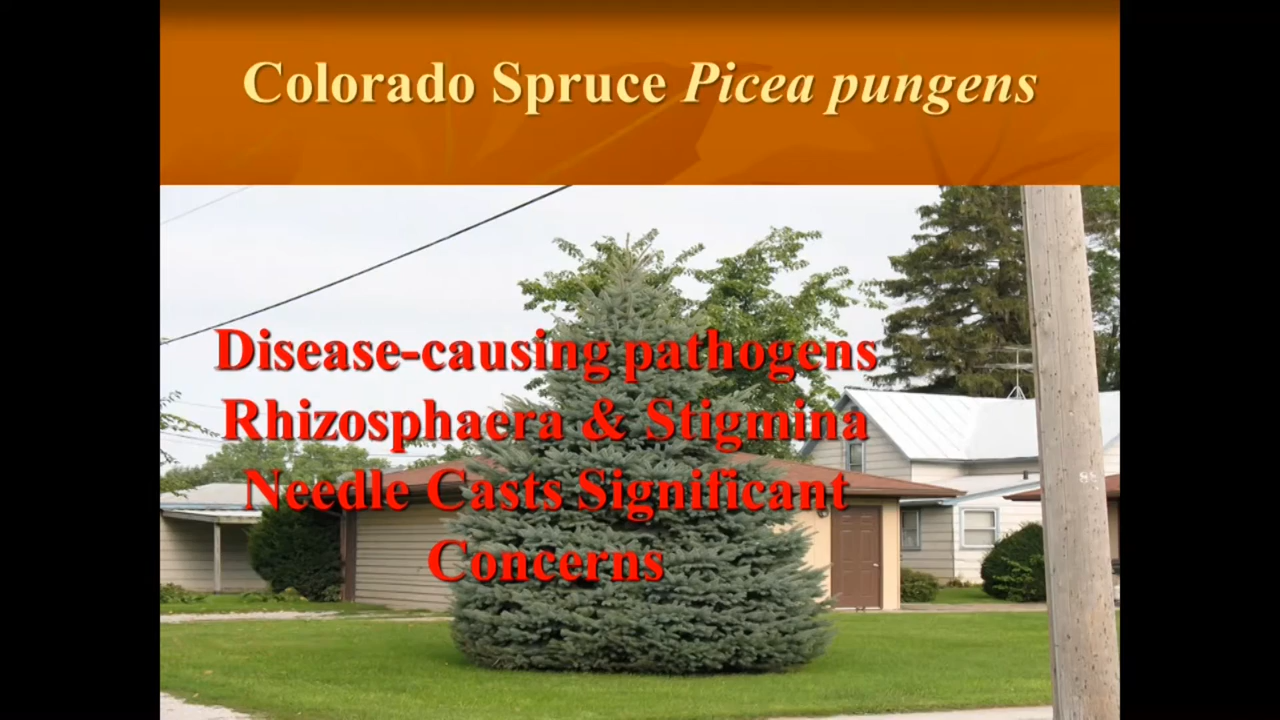 Colorado Spruce Picea pungens
Disease-causing pathogens
Rhizosphaera & Stigmina
Needle Casts Significant
Concerns